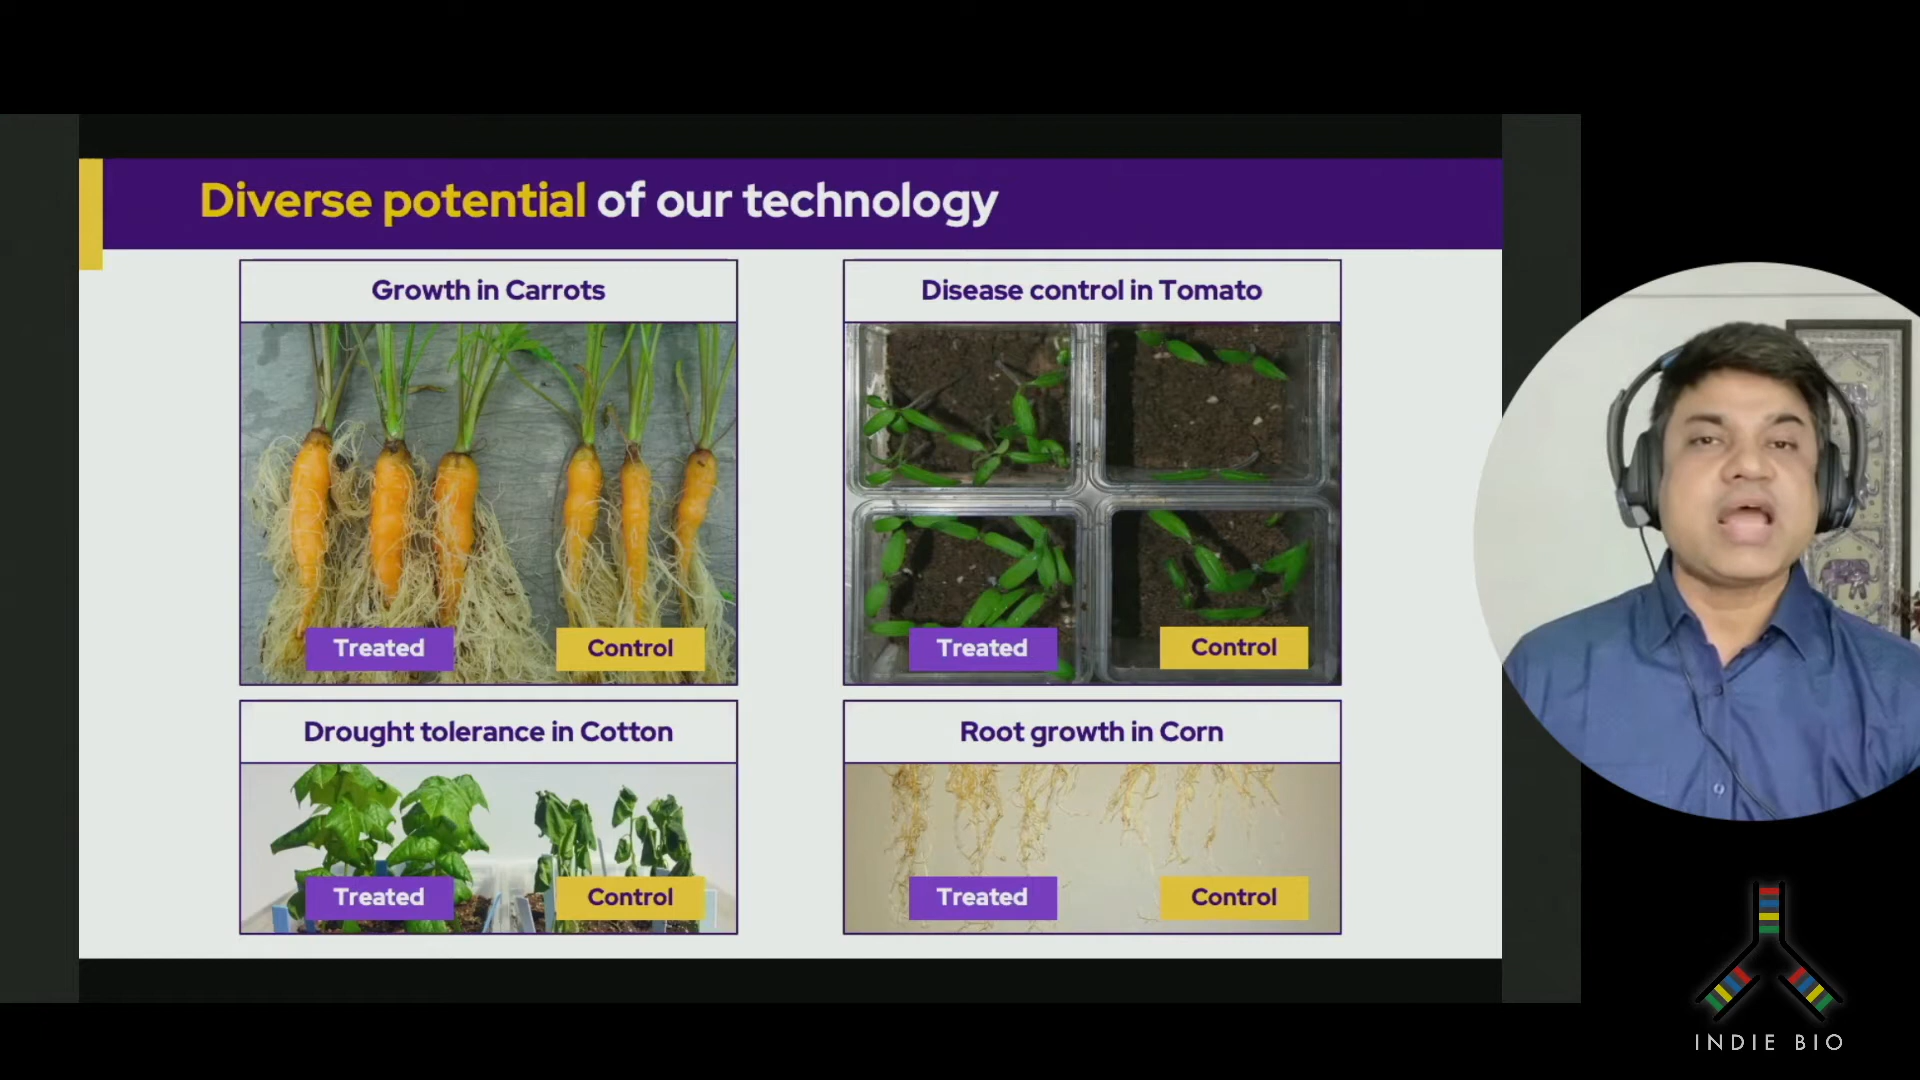 Diverse potential of our technology
Growth in Carrots
Treated
Control
Disease control in Tomato
Treated
Control
Drought tolerance in Cotton
Treated
Control
Root growth in Corn
Treated
Control
INDIE BIO